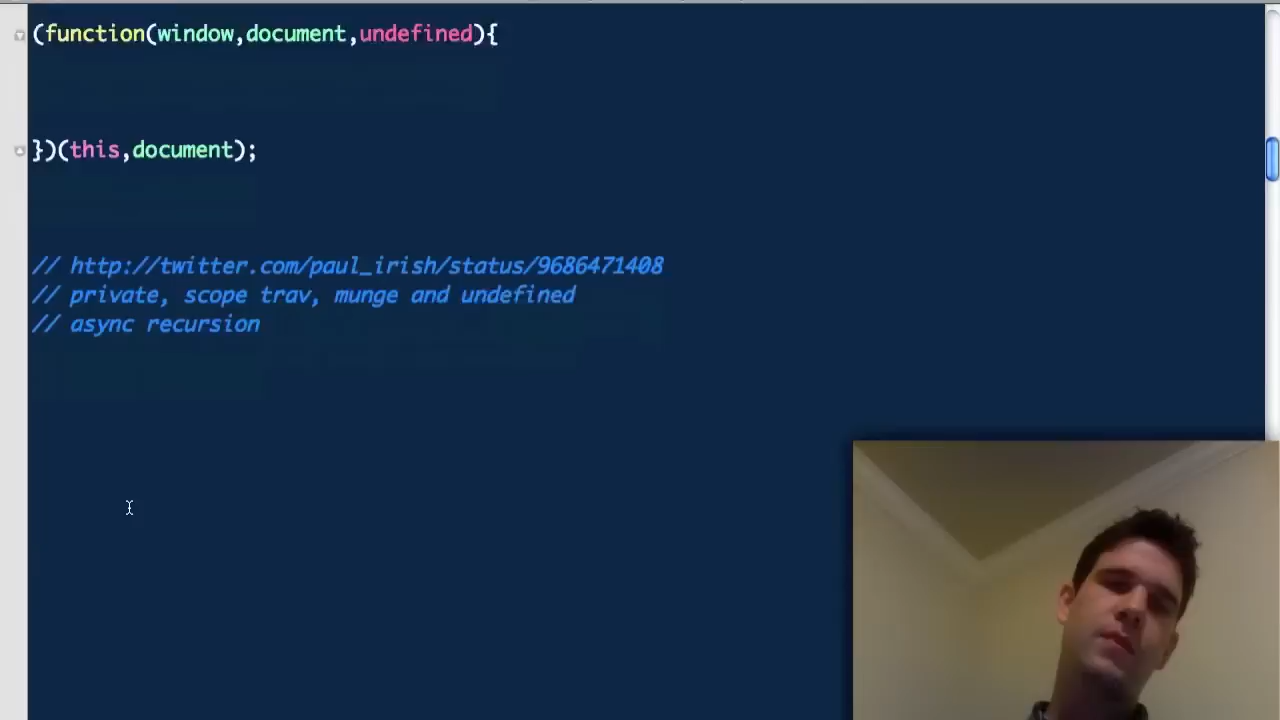 (function(window,document,undefined){
})(this,document);
// http://twitter.com/paul_irish/status/9686471408
// private, scope trav, munge and undefined
// async recursion